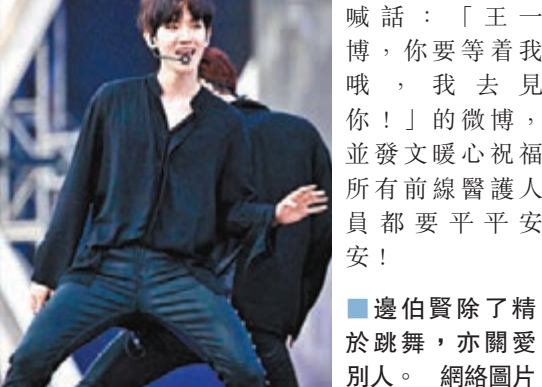 喊話：「王一
博，你要等着我
哦，我去見
你！」的微博，
並發文暖心祝福
所有前線醫護人
員都要平平安
安！
■邊伯賢除了精
於跳舞，亦關愛
別人。 網絡圖片